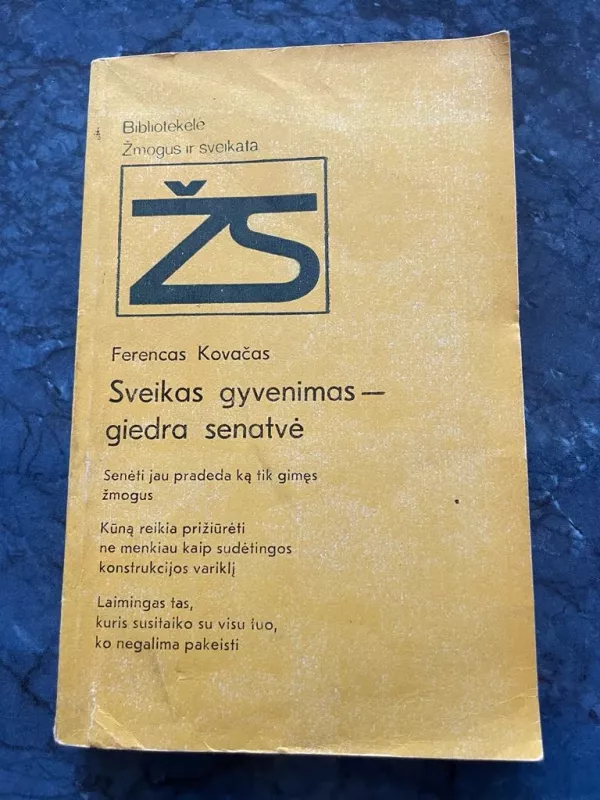 Bibliotekėlė
Žmogus ir sveikata
ŽS
Ferencas Kovačas
Sveikas gyvenimas —
giedra senatvė
Senėti jau pradeda ką tik gimęs
žmogus
Kūną reikia prižiūrėti
ne menkiau kaip sudėtingos
konstrukcijos variklį
Laimingas tas,
kuris susitaiko su visu tuo,
ko negalima pakeisti